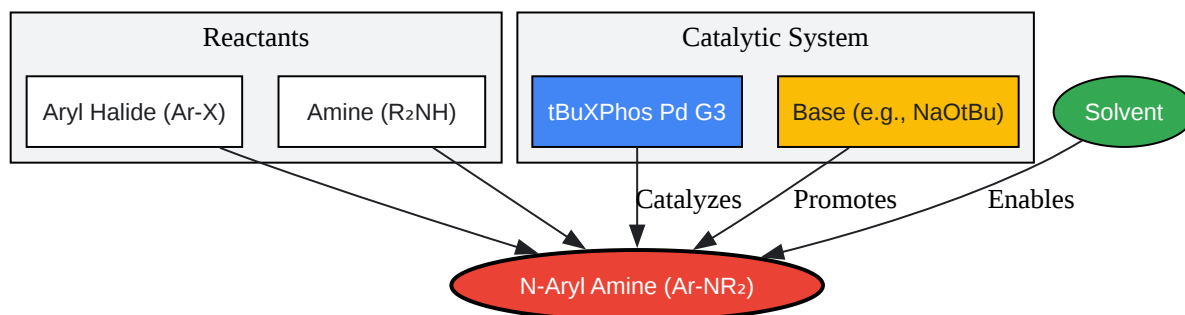 Reactants
Catalytic System
Aryl Halide (Ar-X)
Amine (R₂NH)
tBuXPhos Pd G3
Base (e.g., NaOtBu)
Solvent
Catalyzes
Promotes
Enables
N-Aryl Amine (Ar-NR₂)